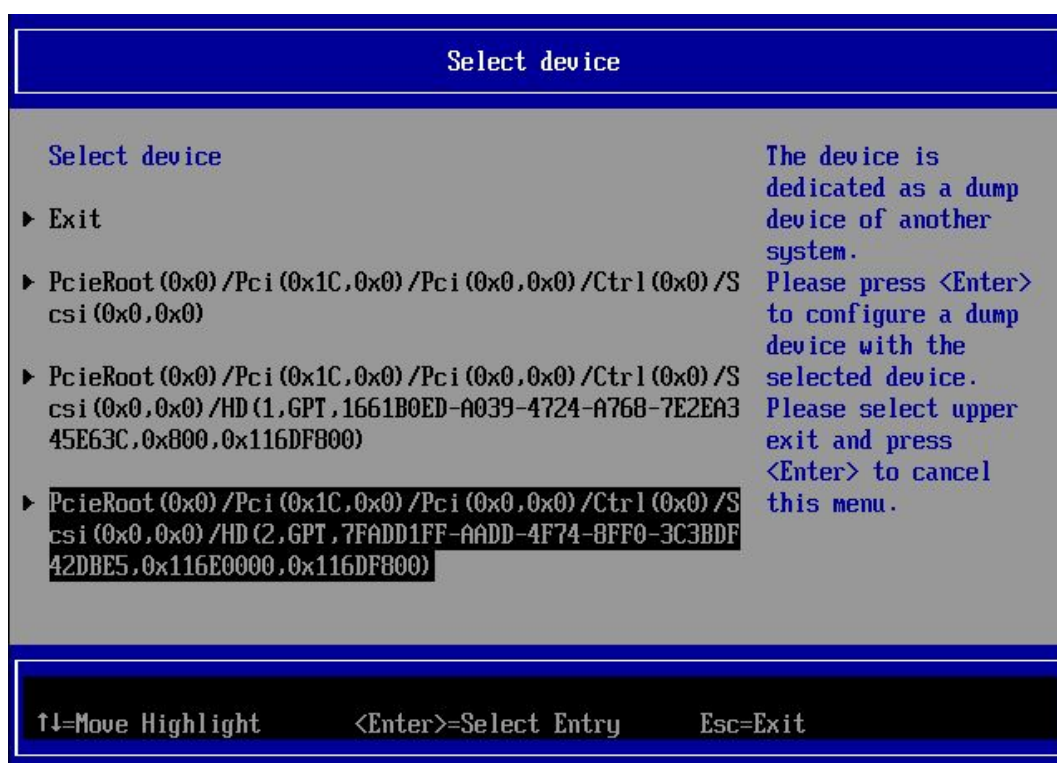 Select device
Select device
▶ Exit
▶ PcieRoot(0x0)/Pci(0x1C,0x0)/Pci(0x0,0x0)/Ctrl(0x0)/S
csi(0x0,0x0)
▶ PcieRoot(0x0)/Pci(0x1C,0x0)/Pci(0x0,0x0)/Ctrl(0x0)/S
csi(0x0,0x0)/HD(1,GPT,1661B0ED-A039-4724-A768-7E2EA3
45E63C,0x800,0x116DF800)
▶ PcieRoot(0x0)/Pci(0x1C,0x0)/Pci(0x0,0x0)/Ctrl(0x0)/S
csi(0x0,0x0)/HD(2,GPT,7FADD1FF-AADD-4F74-8FF0-3C3BDF
42DBE5,0x116E0000,0x116DF800)
The device is
dedicated as a dump
device of another
system.
Please press <Enter>
to configure a dump
device with the
selected device.
Please select upper
exit and press
<Enter> to cancel
this menu.
↑↓=Move Highlight <Enter>=Select Entry Esc=Exit